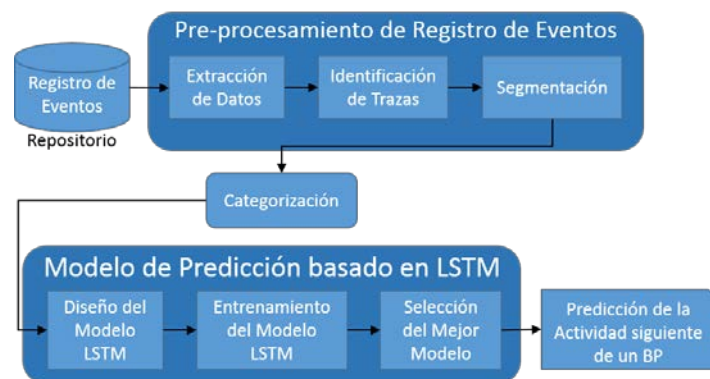 Pre-procesamiento de Registro de Eventos
Registro de
Eventos
Repositorio
Extracción
de Datos
Identificación
de Trazas
Segmentación
Categorización
Modelo de Predicción basado en LSTM
Diseño del
Modelo
LSTM
Entrenamiento
del Modelo
LSTM
Selección
del Mejor
Modelo
Predicción de la
Actividad siguiente
de un BP